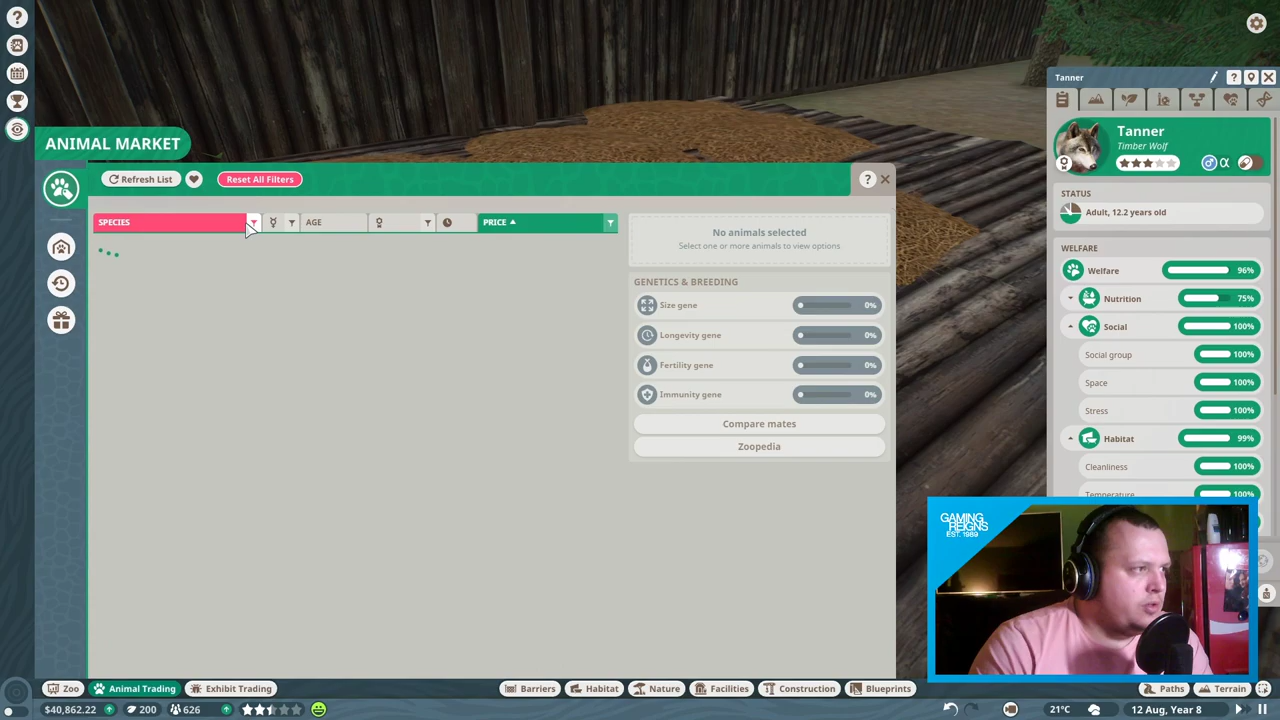 Tanner
ANIMAL MARKET
Refresh List
Reset All Filters
?
SPECIES
AGE
PRICE
No animals selected
Select one or more animals to view options
GENETICS & BREEDING
Size gene
0%
Longevity gene
0%
Fertility gene
0%
Immunity gene
0%
Compare mates
Zoopedia
Tanner
Timber Wolf
α
STATUS
Adult, 12.2 years old
WELFARE
Welfare
96%
Nutrition
75%
Social
100%
Social group
100%
Space
100%
Stress
100%
Habitat
99%
Cleanliness
100%
Temperature
100%
GAMING
REIGNS
EST. 1989
Zoo
Animal Trading
Exhibit Trading
Barriers
Habitat
Nature
Facilities
Construction
Blueprints
Paths
Terrain
$40,862.22
200
626
21°C
12 Aug, Year 8